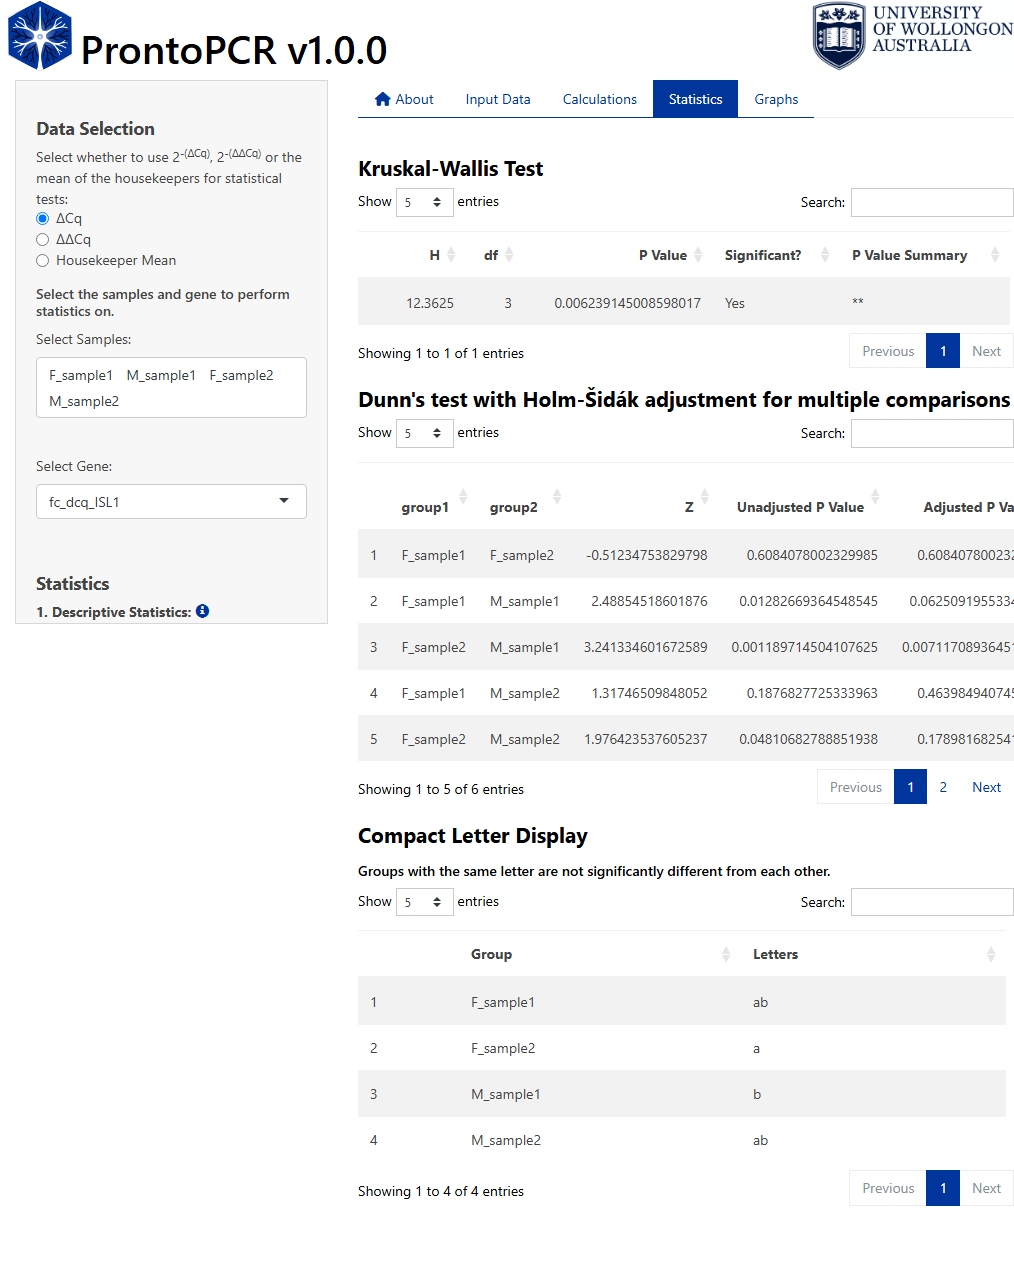 ProntoPCR v1.0.0
UNIVERSITY
OF WOLLONGONG
AUSTRALIA
Data Selection
Select whether to use 2-(ΔCq), 2-(ΔΔCq) or the
mean of the housekeepers for statistical
tests:
ΔCq
ΔΔCq
Housekeeper Mean
Select the samples and gene to perform
statistics on.
Select Samples:
F_sample1 M_sample1 F_sample2
M_sample2
Select Gene:
fc_dcq_ISL1
Statistics
1. Descriptive Statistics:
About Input Data Calculations Statistics Graphs
Kruskal-Wallis Test
Show 5 entries Search:
H df P Value Significant? P Value Summary
12.3625 3 0.006239145008598017 Yes **
Showing 1 to 1 of 1 entries Previous 1 Next
Dunn's test with Holm-Šidák adjustment for multiple comparisons
Show 5 entries Search:
group1 group2 Z Unadjusted P Value Adjusted P Va
1 F_sample1 F_sample2 -0.51234753829798 0.6084078002329985 0.608407800232
2 F_sample1 M_sample1 2.48854518601876 0.01282669364548545 0.0625091955334
3 F_sample2 M_sample1 3.241334601672589 0.001189714504107625 0.00711708936451
4 F_sample1 M_sample2 1.31746509848052 0.1876827725333963 0.463984940745
5 F_sample2 M_sample2 1.976423537605237 0.04810682788851938 0.178981682541
Showing 1 to 5 of 6 entries Previous 1 2 Next
Compact Letter Display
Groups with the same letter are not significantly different from each other.
Show 5 entries Search:
Group Letters
1 F_sample1 ab
2 F_sample2 a
3 M_sample1 b
4 M_sample2 ab
Showing 1 to 4 of 4 entries Previous 1 Next